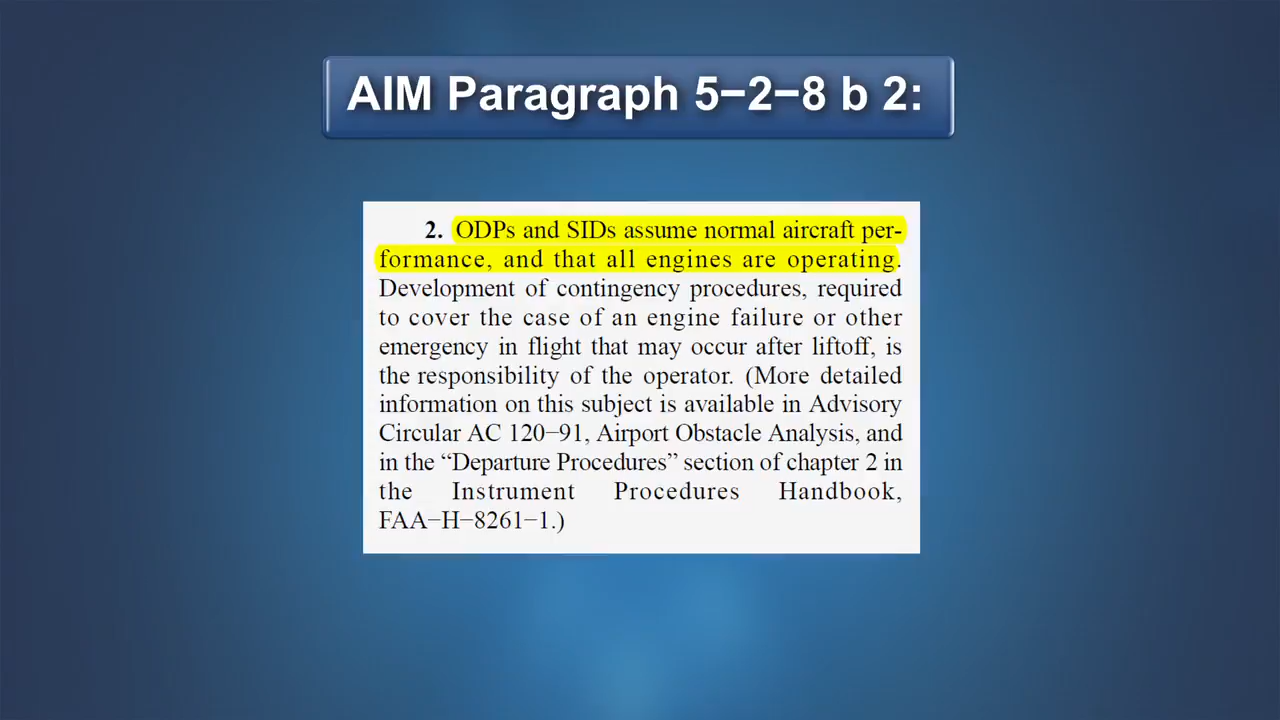 AIM Paragraph 5−2−8 b 2:
2. ODPs and SIDs assume normal aircraft per-
formance, and that all engines are operating.
Development of contingency procedures, required
to cover the case of an engine failure or other
emergency in flight that may occur after liftoff, is
the responsibility of the operator. (More detailed
information on this subject is available in Advisory
Circular AC 120−91, Airport Obstacle Analysis, and
in the “Departure Procedures” section of chapter 2 in
the Instrument Procedures Handbook,
FAA−H−8261−1.)